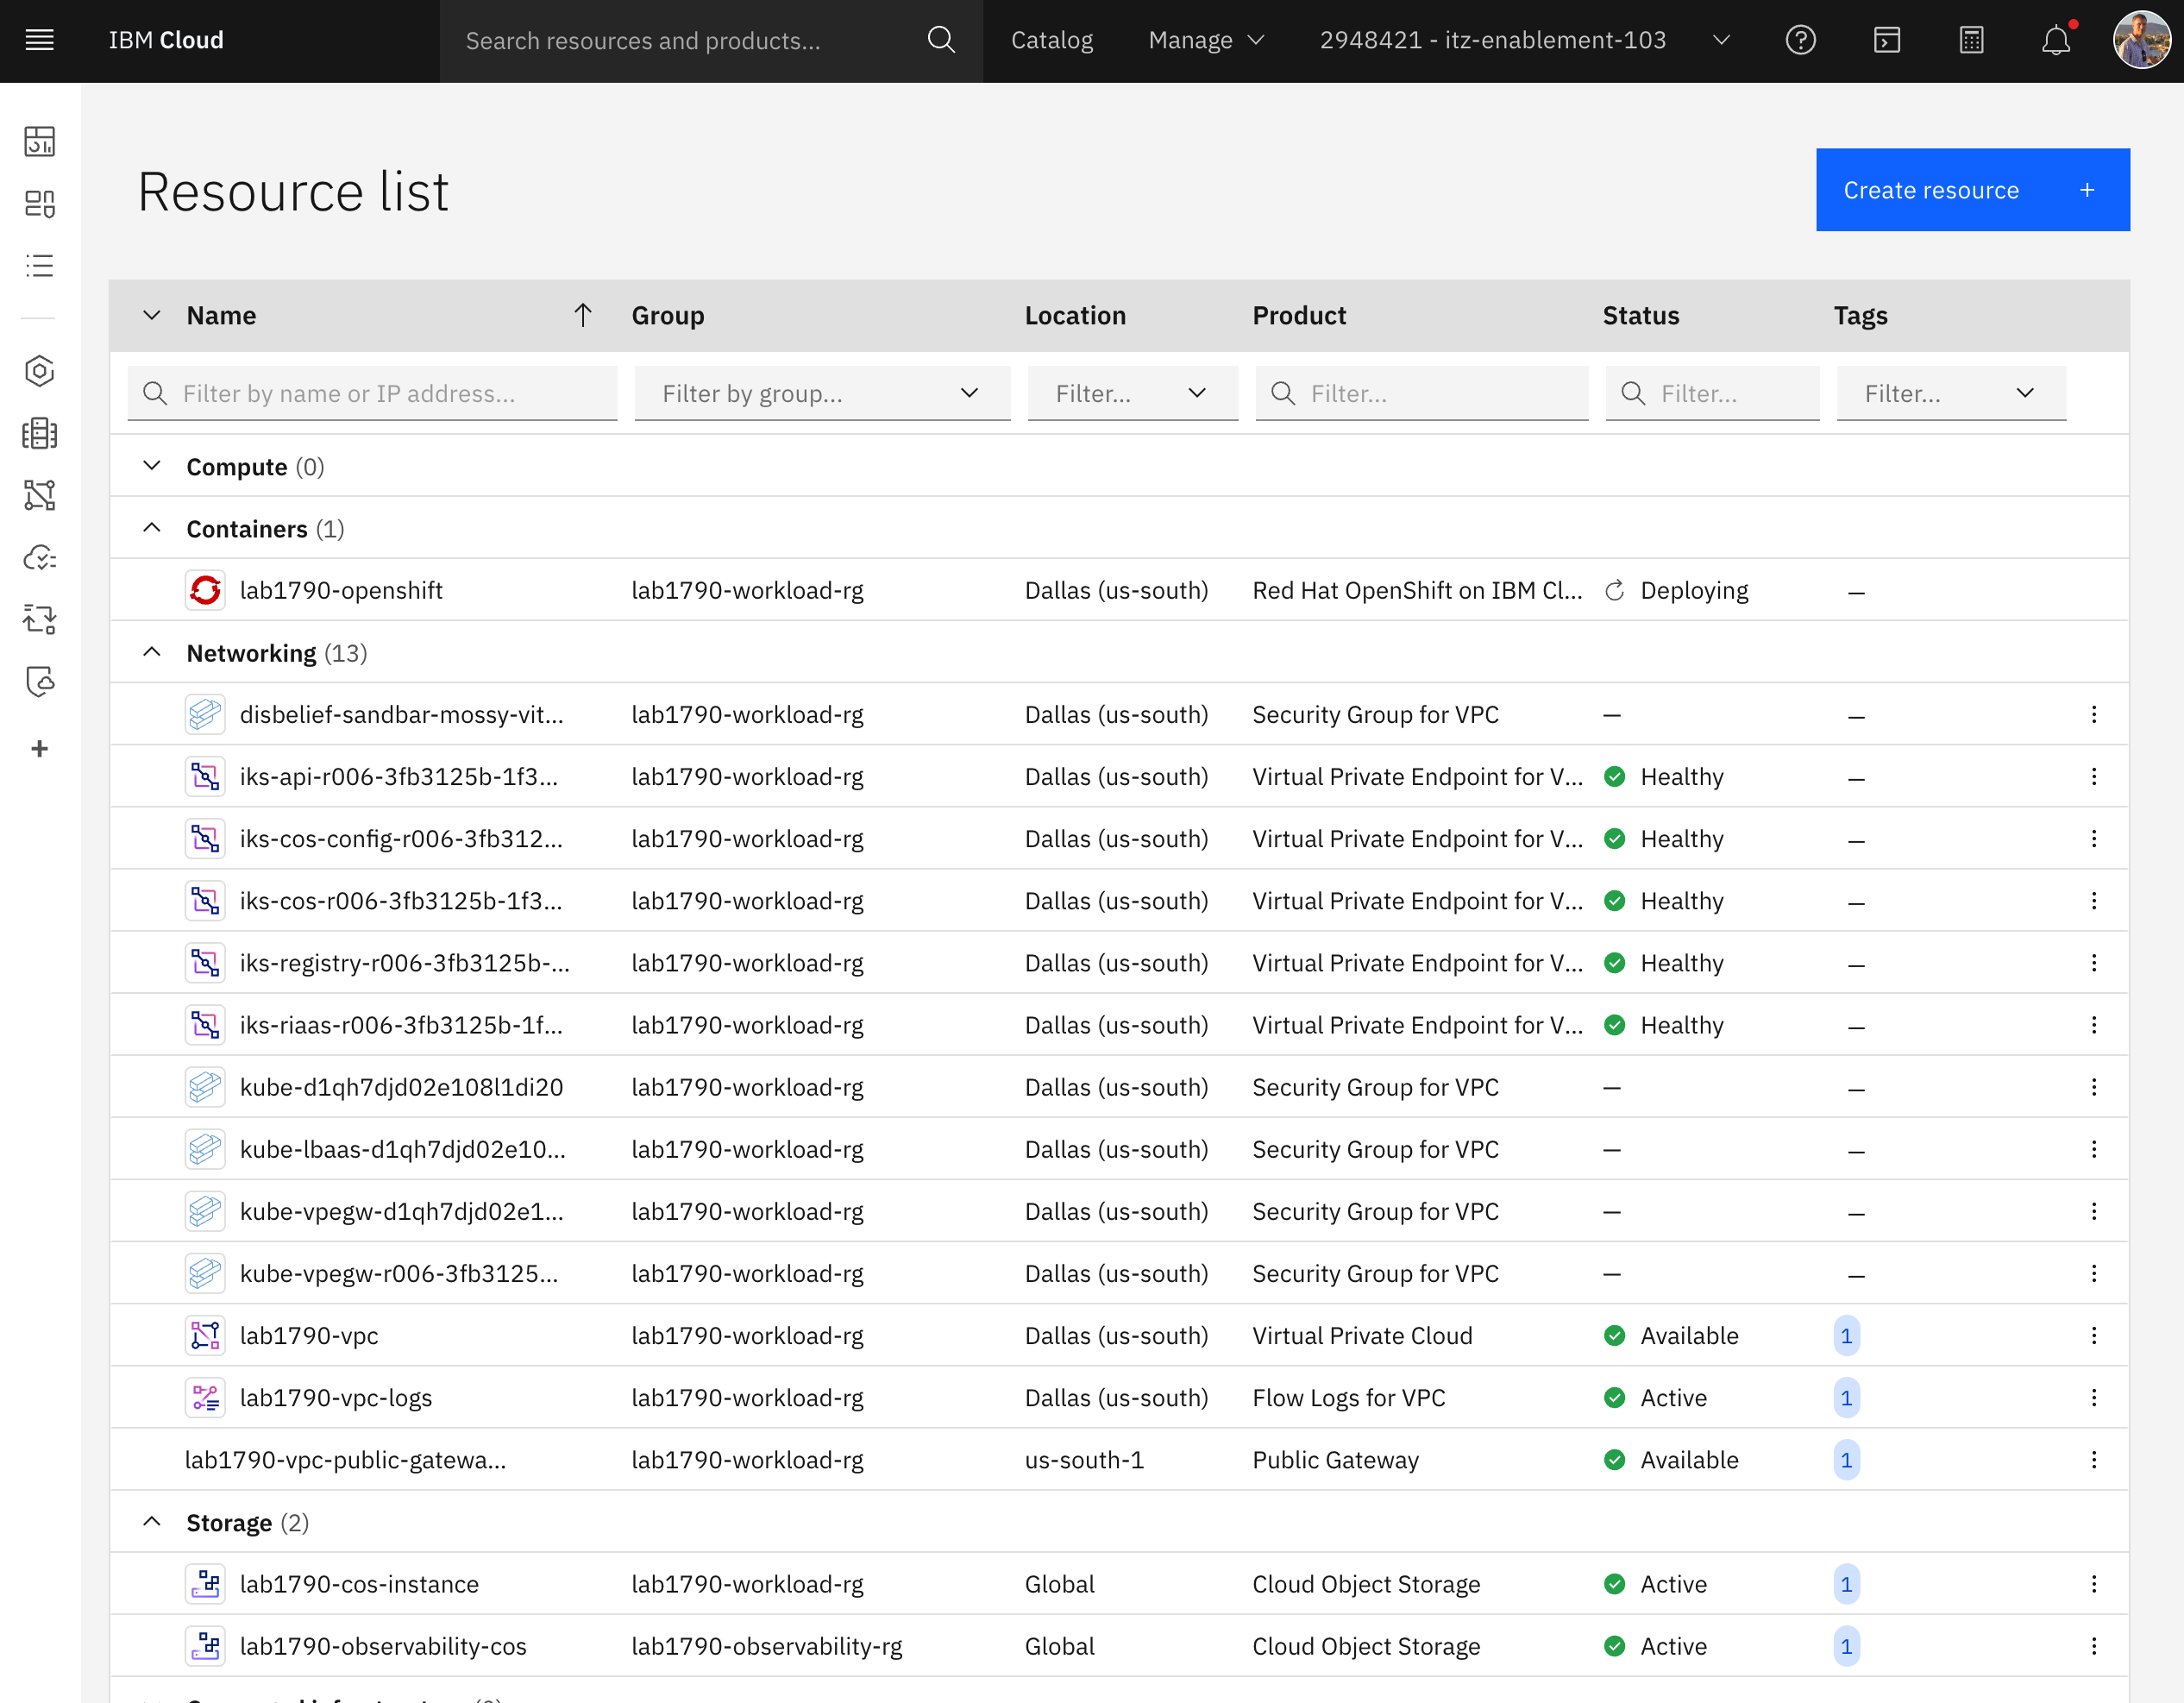 IBM Cloud Search resources and products... Catalog Manage 2948421 - itz-enablement-103
Resource list
Create resource +
Name Group Location Product Status Tags
Filter by name or IP address... Filter by group... Filter... Filter... Filter... Filter...
Compute (0)
Containers (1)
lab1790-openshift lab1790-workload-rg Dallas (us-south) Red Hat OpenShift on IBM Cl... Deploying –
Networking (13)
disbelief-sandbar-mossy-vit... lab1790-workload-rg Dallas (us-south) Security Group for VPC — –
iks-api-r006-3fb3125b-1f3... lab1790-workload-rg Dallas (us-south) Virtual Private Endpoint for V... Healthy –
iks-cos-config-r006-3fb312... lab1790-workload-rg Dallas (us-south) Virtual Private Endpoint for V... Healthy –
iks-cos-r006-3fb3125b-1f3... lab1790-workload-rg Dallas (us-south) Virtual Private Endpoint for V... Healthy –
iks-registry-r006-3fb3125b-... lab1790-workload-rg Dallas (us-south) Virtual Private Endpoint for V... Healthy –
iks-riaas-r006-3fb3125b-1f... lab1790-workload-rg Dallas (us-south) Virtual Private Endpoint for V... Healthy –
kube-d1qh7djd02e108l1di20 lab1790-workload-rg Dallas (us-south) Security Group for VPC — –
kube-lbaas-d1qh7djd02e10... lab1790-workload-rg Dallas (us-south) Security Group for VPC — –
kube-vpegw-d1qh7djd02e1... lab1790-workload-rg Dallas (us-south) Security Group for VPC — –
kube-vpegw-r006-3fb3125... lab1790-workload-rg Dallas (us-south) Security Group for VPC — –
lab1790-vpc lab1790-workload-rg Dallas (us-south) Virtual Private Cloud Available 1
lab1790-vpc-logs lab1790-workload-rg Dallas (us-south) Flow Logs for VPC Active 1
lab1790-vpc-public-gatewa... lab1790-workload-rg us-south-1 Public Gateway Available 1
Storage (2)
lab1790-cos-instance lab1790-workload-rg Global Cloud Object Storage Active 1
lab1790-observability-cos lab1790-observability-rg Global Cloud Object Storage Active 1